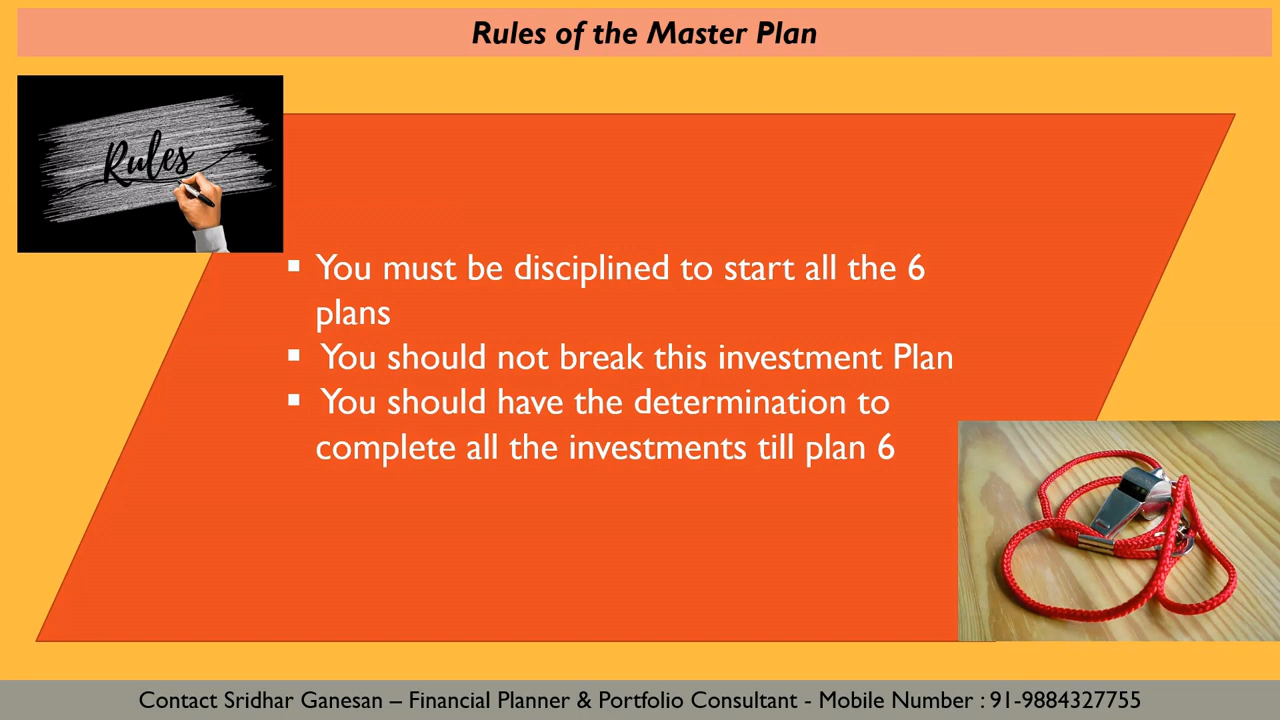 Rules of the Master Plan
Rules
▪ You must be disciplined to start all the 6
plans
▪ You should not break this investment Plan
▪ You should have the determination to
complete all the investments till plan 6
Contact Sridhar Ganesan – Financial Planner & Portfolio Consultant - Mobile Number : 91-9884327755